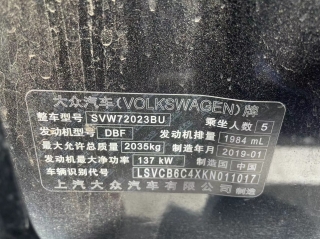 大众汽车(VOLKSWAGEN)牌
整车型号 SVW72023BU 乘坐人数 5
发动机型号 DBF 发动机排量 1984 mL
最大允许总质量 2035kg 制造年月 2019-01
发动机最大净功率 137 kW 制造国 中国
车辆识别代号 LSVCB6C4XKN011017
上汽大众汽车有限公司 制造